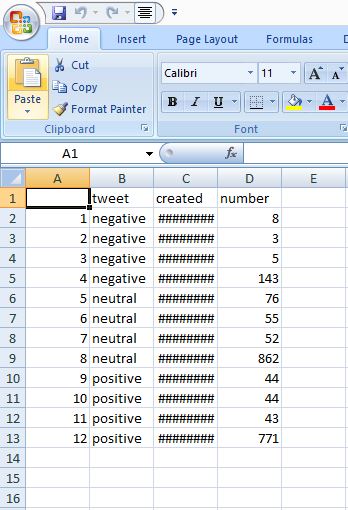 Home Insert Page Layout Formulas D
Cut
Copy
Format Painter
Paste
Calibri 11 A A
B I U A
Clipboard Font
A1 fx
A B C D E
1 tweet created number
2 1 negative ######## 8
3 2 negative ######## 3
4 3 negative ######## 5
5 4 negative ######## 143
6 5 neutral ######## 76
7 6 neutral ######## 55
8 7 neutral ######## 52
9 8 neutral ######## 862
10 9 positive ######## 44
11 10 positive ######## 44
12 11 positive ######## 43
13 12 positive ######## 771
14
15
16